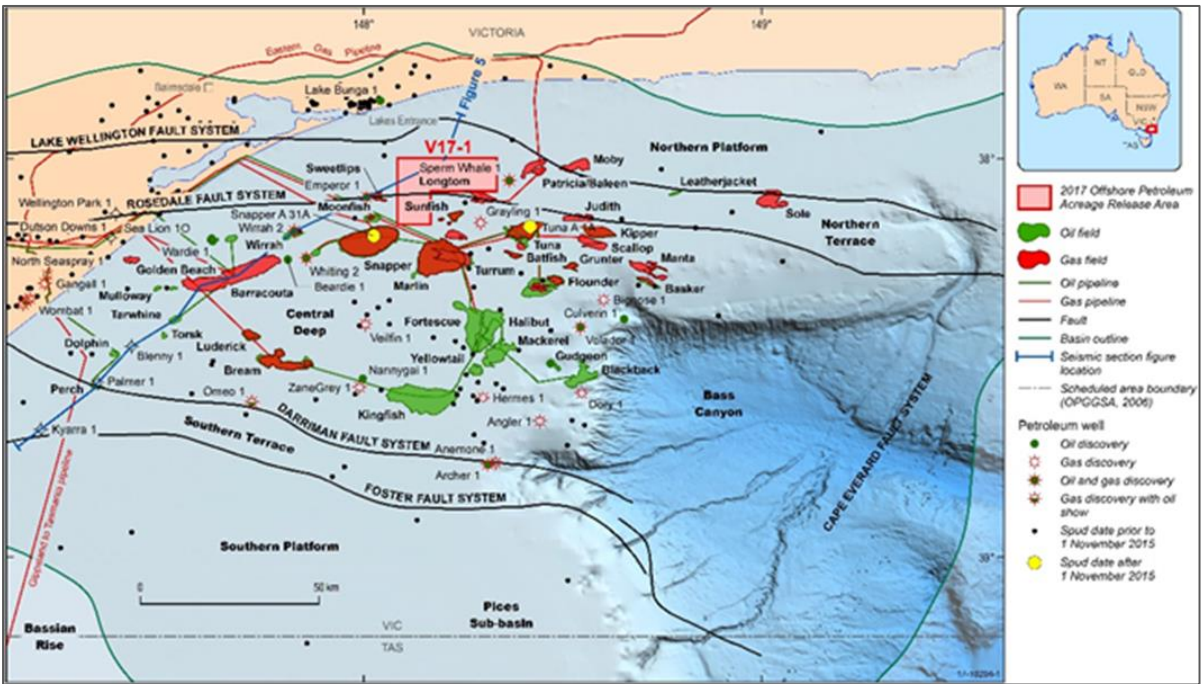 148°
149°
VICTORIA
Eastern Gas Pipeline
Bairnsdale
Figure 5
Lake Bunga 1
LAKE WELLINGTON FAULT SYSTEM
Lakes Entrance
V17-1
Northern Platform
38°
Sweetlips
Sperm Whale 1
Moby
Emperor 1
Longtom
Patricia/Baleen
Leatherjacket
Wellington Park 1
ROSEDALE FAULT SYSTEM
Moonfish
Sunfish
Judith
Sole
Snapper A 31A
Grayling 1
Dutson Downs 1
Sea Lion 1
Wirrah 2
Tuna A 4A
Kipper
Northern
Terrace
Wardie 1
Wirrah
Tuna
Scallop
North Seaspray 1
Whiting 2
Snapper
Batfish
Grunter
Manta
Golden Beach
Turrum
Gangall 1
Beardie 1
Marlin
Flounder
Basker
Mulloway
Barracouta
Bignose 1
Wombat 1
Tarwhine
Central
Deep
Fortescue
Halibut
Culverin 1
Torsk
Veilfin 1
Volador 1
Dolphin
Luderick
Mackerel
Blenny 1
Yellowtail
Gudgeon
Bream
Nannygai 1
Blackback
Perch
Palmer 1
Omeo 1
ZaneGrey 1
Hermes 1
Dory 1
Bass
Canyon
Kingfish
Angler 1
Kyarra 1
DARRIMAN FAULT SYSTEM
Southern Terrace
Anemone 1
Archer 1
FOSTER FAULT SYSTEM
CAPE EVERARD FAULT SYSTEM
Gippsland to Tasmania pipeline
Southern Platform
39°
0
50 km
Pices
Sub-basin
Bassian
Rise
VIC
TAS
WA
NT
SA
QLD
NSW
VIC
TAS
2017 Offshore Petroleum
Acreage Release Area
Oil field
Gas field
Oil pipeline
Gas pipeline
Fault
Basin outline
Seismic section figure
location
Scheduled area boundary
(OPGGSA, 2006)
Petroleum well
Oil discovery
Gas discovery
Oil and gas discovery
Gas discovery with oil
show
Spud date prior to
1 November 2015
Spud date after
1 November 2015